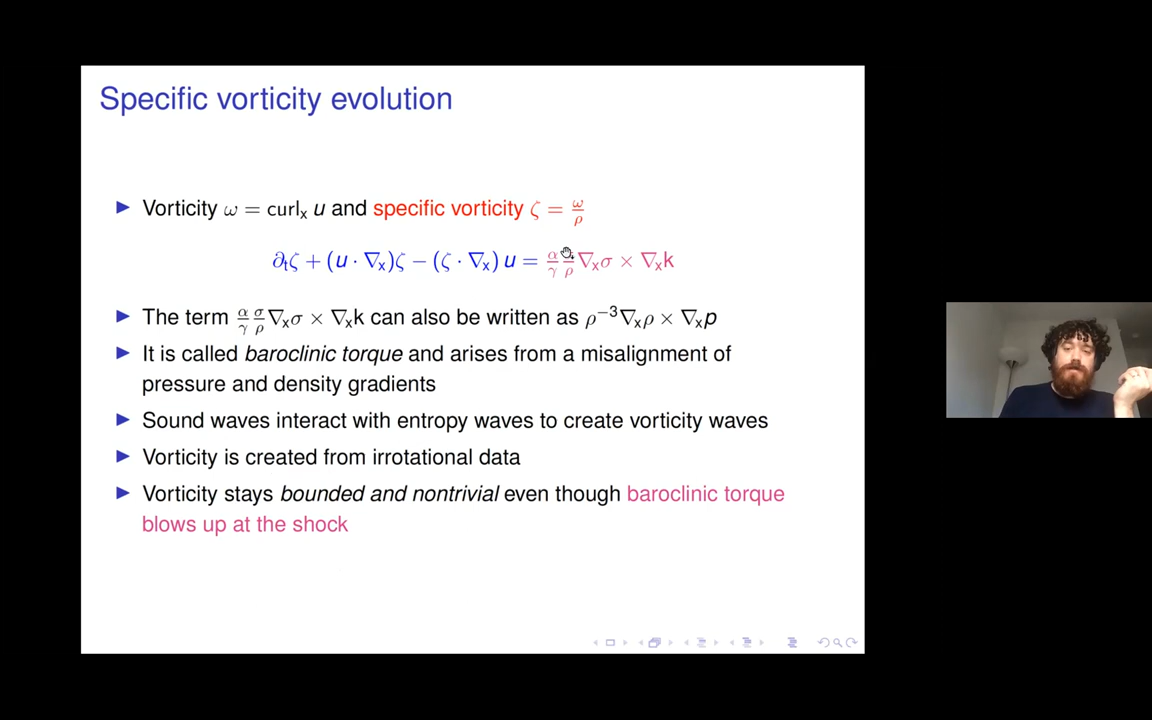 Specific vorticity evolution
Vorticity ω = curlₓ u and specific vorticity ζ = ω/ρ
∂ₜζ + (u · ∇ₓ)ζ − (ζ · ∇ₓ) u = α/γ /ρ ∇ₓσ × ∇ₓk
The term α/γ σ/ρ ∇ₓσ × ∇ₓk can also be written as ρ⁻³∇ₓρ × ∇ₓp
It is called baroclinic torque and arises from a misalignment of
pressure and density gradients
Sound waves interact with entropy waves to create vorticity waves
Vorticity is created from irrotational data
Vorticity stays bounded and nontrivial even though baroclinic torque
blows up at the shock